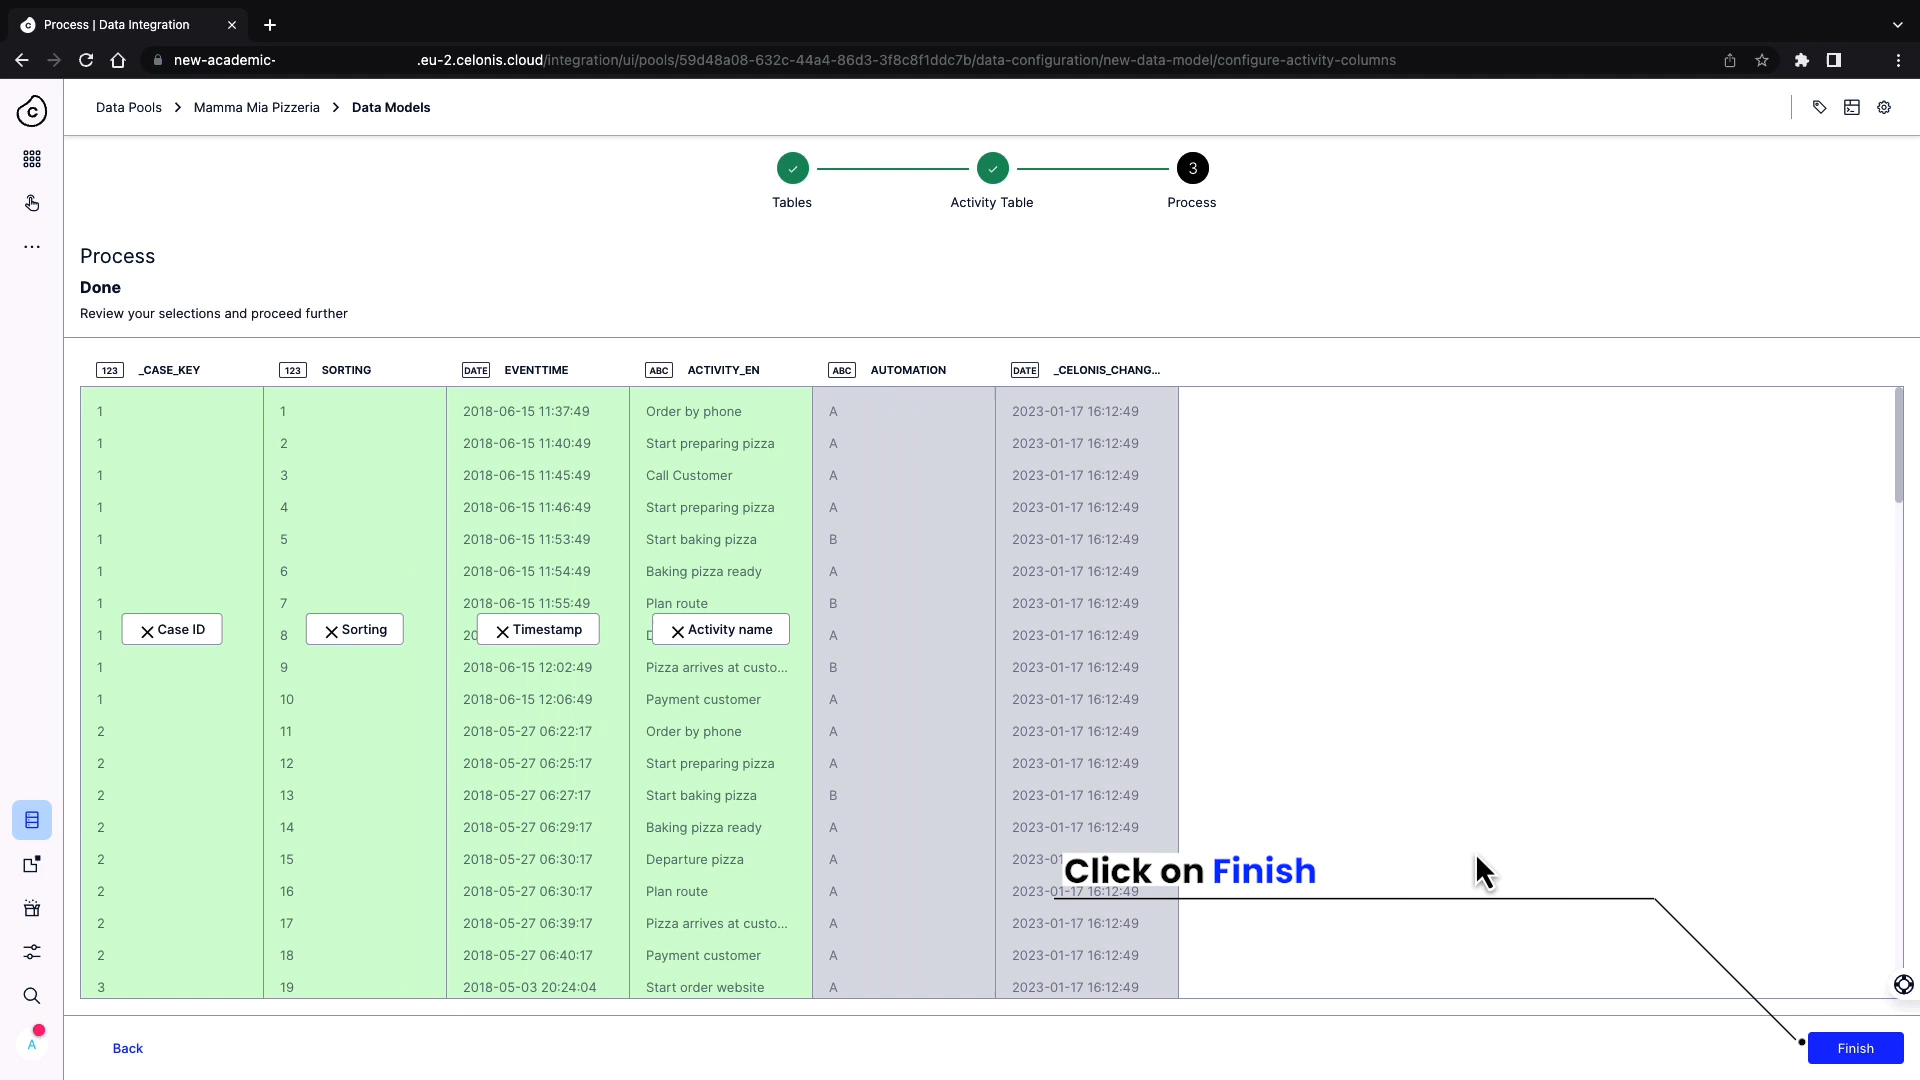 Process | Data Integration
new-academic- .eu-2.celonis.cloud/integration/ui/pools/59d48a08-632c-44a4-86d3-3f8c8f1ddc7b/data-configuration/new-data-model/configure-activity-columns
Data Pools > Mamma Mia Pizzeria > Data Models
3
Tables Activity Table Process
Process
Done
Review your selections and proceed further
123 _CASE_KEY 123 SORTING DATE EVENTTIME ABC ACTIVITY_EN ABC AUTOMATION DATE _CELONIS_CHANG...
1 1 2018-06-15 11:37:49 Order by phone A 2023-01-17 16:12:49
1 2 2018-06-15 11:40:49 Start preparing pizza A 2023-01-17 16:12:49
1 3 2018-06-15 11:45:49 Call Customer A 2023-01-17 16:12:49
1 4 2018-06-15 11:46:49 Start preparing pizza A 2023-01-17 16:12:49
1 5 2018-06-15 11:53:49 Start baking pizza B 2023-01-17 16:12:49
1 6 2018-06-15 11:54:49 Baking pizza ready A 2023-01-17 16:12:49
1 7 2018-06-15 11:55:49 Plan route B 2023-01-17 16:12:49
Case ID Sorting Timestamp Activity name
1 8 A 2023-01-17 16:12:49
1 9 2018-06-15 12:02:49 Pizza arrives at custo... B 2023-01-17 16:12:49
1 10 2018-06-15 12:06:49 Payment customer A 2023-01-17 16:12:49
2 11 2018-05-27 06:22:17 Order by phone A 2023-01-17 16:12:49
2 12 2018-05-27 06:25:17 Start preparing pizza A 2023-01-17 16:12:49
2 13 2018-05-27 06:27:17 Start baking pizza B 2023-01-17 16:12:49
2 14 2018-05-27 06:29:17 Baking pizza ready A 2023-01-17 16:12:49
2 15 2018-05-27 06:30:17 Departure pizza A
Click on Finish
2 16 2018-05-27 06:30:17 Plan route A 2023-01-17 16:12:49
2 17 2018-05-27 06:39:17 Pizza arrives at custo... A 2023-01-17 16:12:49
2 18 2018-05-27 06:40:17 Payment customer A 2023-01-17 16:12:49
3 19 2018-05-03 20:24:04 Start order website A 2023-01-17 16:12:49
A
Back Finish